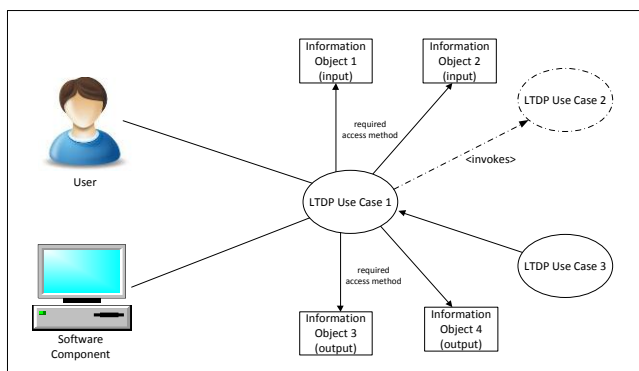 Information
Object 1
(input)
Information
Object 2
(input)
LTDP Use Case 2
required
access method
<invokes>
User
LTDP Use Case 1
LTDP Use Case 3
required
access method
Software
Component
Information
Object 3
(output)
Information
Object 4
(output)